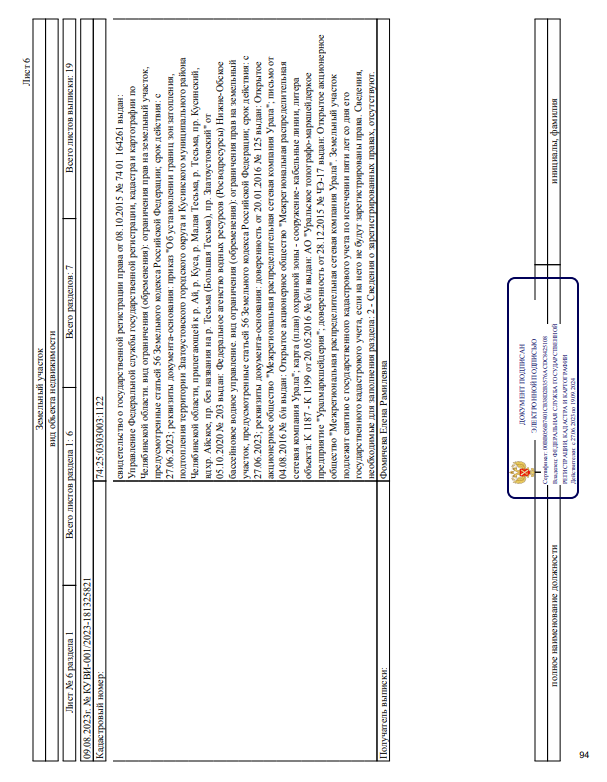 Лист 6
Земельный участок
вид объекта недвижимости
Лист № 6 раздела 1
Всего листов раздела 1: 6
Всего разделов: 7
Всего листов выписки: 19
09.08.2023г. № КУВИ-001/2023-181325821
Кадастровый номер:
74:25:0303003:1122
свидетельство о государственной регистрации права от 08.10.2015 № 74 01 164261 выдан:
Управление Федеральной службы государственной регистрации, кадастра и картографии по
Челябинской области. вид ограничения (обременения): ограничения прав на земельный участок,
предусмотренные статьей 56 Земельного кодекса Российской Федерации; срок действия: с
27.06.2023; реквизиты документа-основания: приказ "Об установлении границ зон затопления,
подтопления территории Златоустовского городского округа и Кусинского муниципального района
Челябинской области, прилегающей к р. Ай, р. Куса, р. Малая Тесьма, р. Тесьма, пр. Кусинский,
вдхр. Айское, пр. без названия на р. Тесьма (Большая Тесьма), пр. Златоустовский" от
05.10.2020 № 203 выдан: Федеральное агенство водных ресурсов (Росводресурсы) Нижне-Обское
бассейновое водное управление. вид ограничения (обременения): ограничения прав на земельный
участок, предусмотренные статьей 56 Земельного кодекса Российской Федерации; срок действия: с
27.06.2023; реквизиты документа-основания: доверенность от 20.01.2016 № 125 выдан: Открытое
акционерное общество "Межрегиональная распределительная сетевая компания Урала"; письмо от
04.08.2016 № б/н выдан: Открытое акционерное общество "Межрегиональная распределительная
сетевая компания Урала"; карта (план) охранной зоны - сооружение - кабельные линии, литера
объекта: К 1187 - К 1199 от 20.05.2016 № б/н выдан: АО "Уральское топографо-маркшейдерское
предприятие "Уралмаркшейдерия"; доверенность от 28.12.2015 № ЧЭ-17 выдан: Открытое акционерное
общество "Межрегиональная распределительная сетевая компания Урала". Земельный участок
подлежит снятию с государственного кадастрового учета по истечении пяти лет со дня его
государственного кадастрового учета, если на него не будут зарегистрированы права. Сведения,
необходимые для заполнения раздела: 2 - Сведения о зарегистрированных правах, отсутствуют.
Получатель выписки:
Фомичева Елена Рамилевна
полное наименование должности
ДОКУМЕНТ ПОДПИСАН
ЭЛЕКТРОННОЙ ПОДПИСЬЮ
Владелец: ФЕДЕРАЛЬНАЯ СЛУЖБА ГОСУДАРСТВЕННОЙ
РЕГИСТРАЦИИ, КАДАСТРА И КАРТОГРАФИИ
Действителен: с 27.06.2023 по 19.09.2024
инициалы, фамилия
94